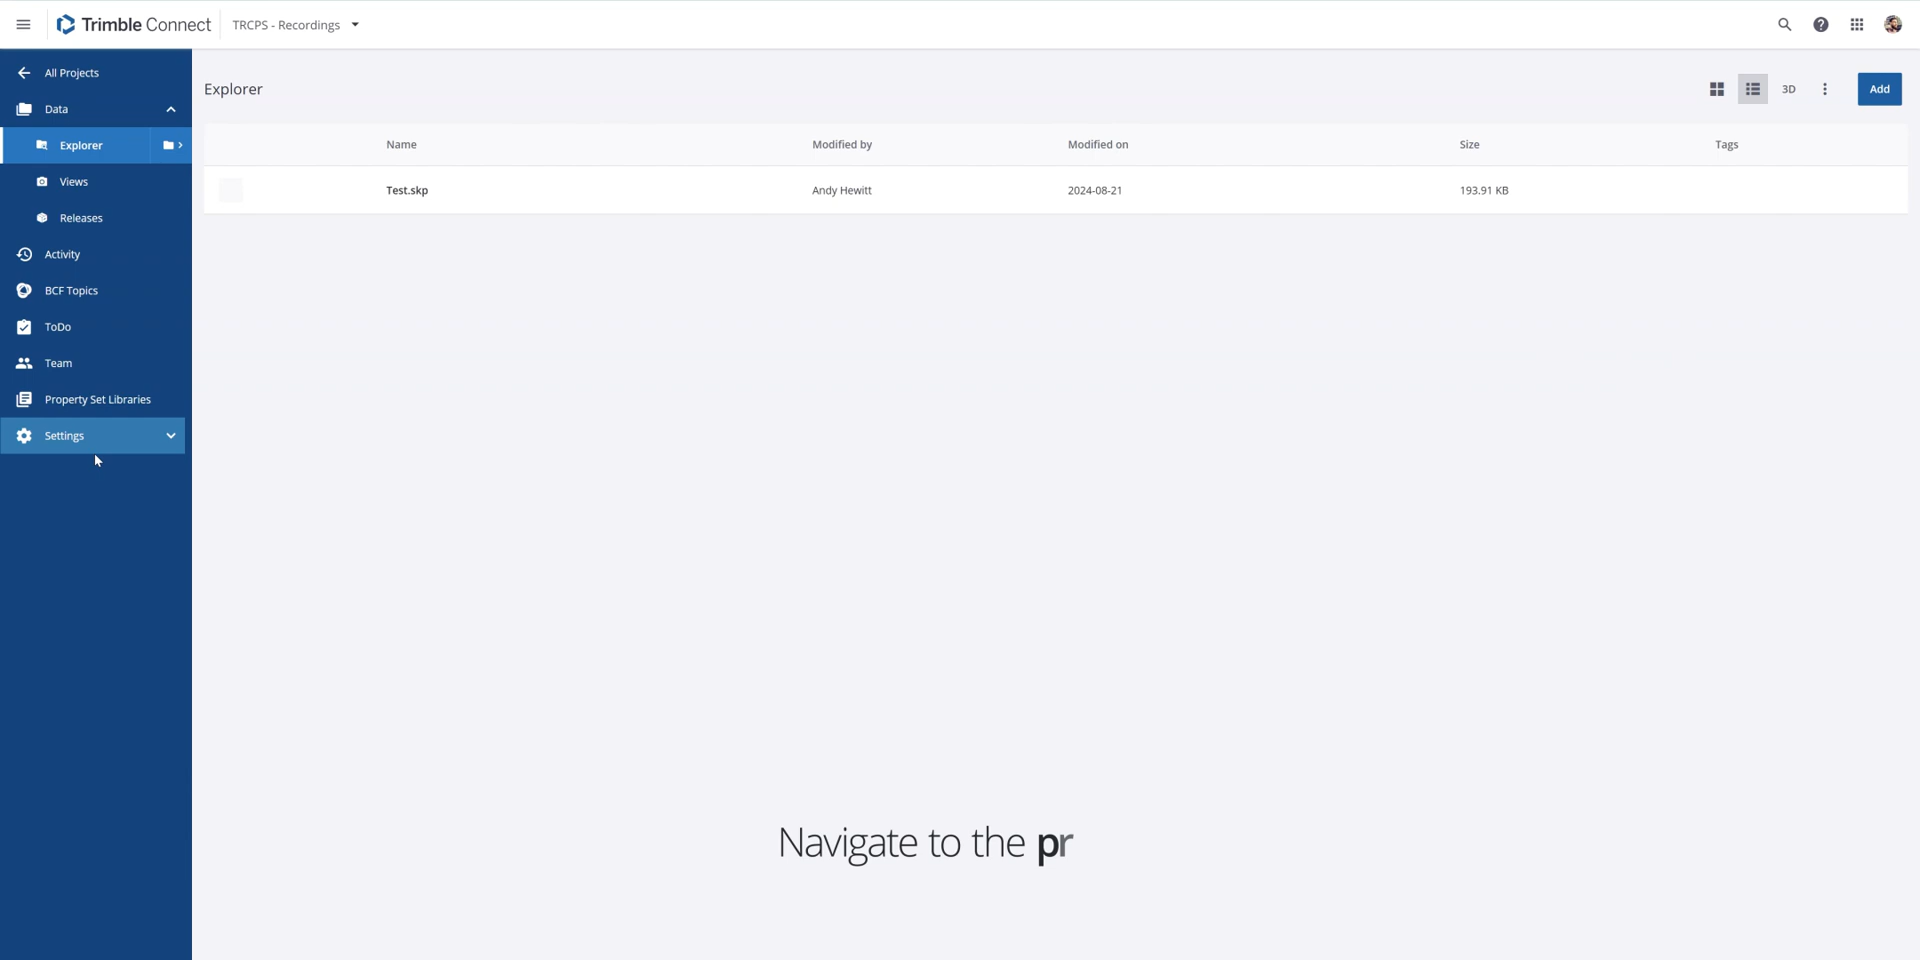 Trimble Connect
TRCPS - Recordings
All Projects
Data
Explorer
Views
Releases
Activity
BCF Topics
ToDo
Team
Property Set Libraries
Settings
Explorer
3D
Add
Name Modified by Modified on Size Tags
Test.skp Andy Hewitt 2024-08-21 193.91 KB
Navigate to the pr